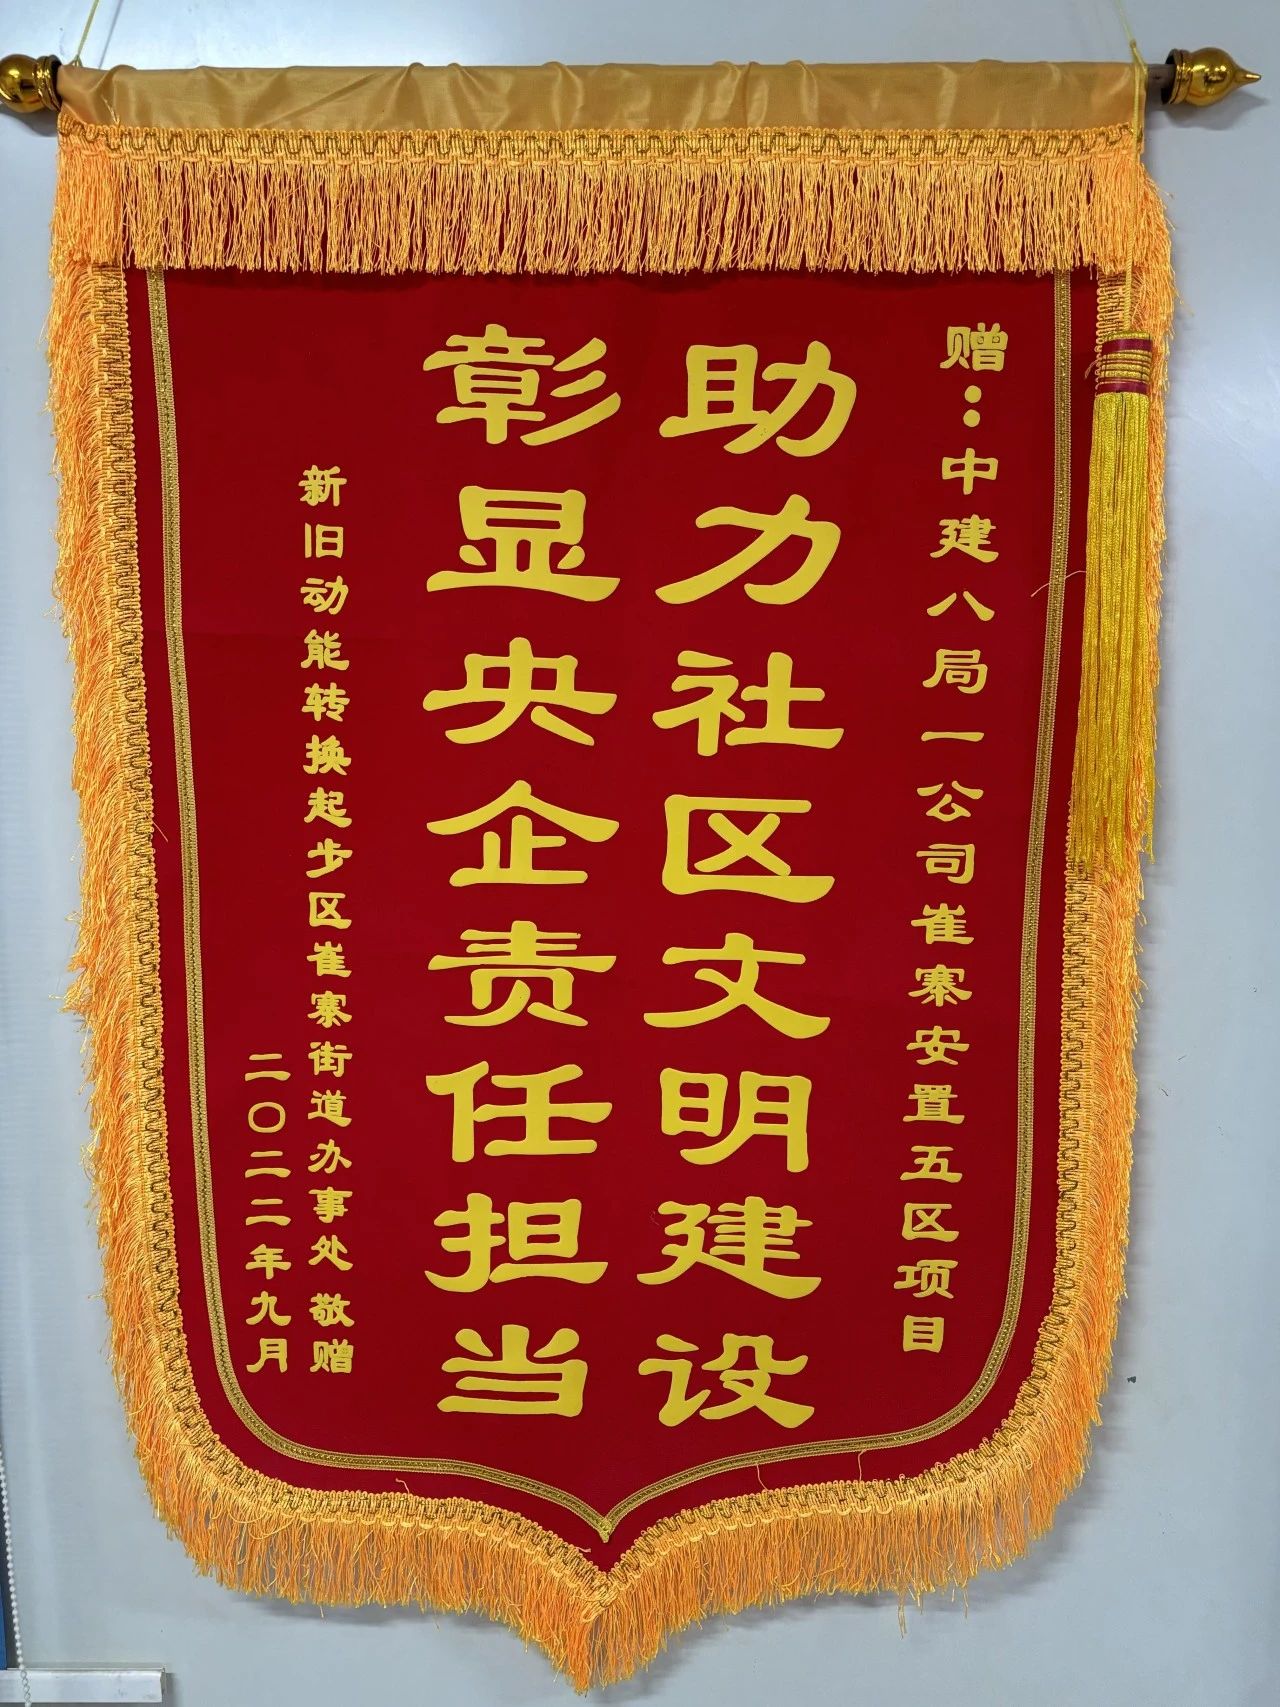 赠：中建八局一公司崔寨安置五区项目
助力社区文明建设
彰显央企责任担当
新旧动能转换起步区崔寨街道办事处 敬赠
二〇二二年九月